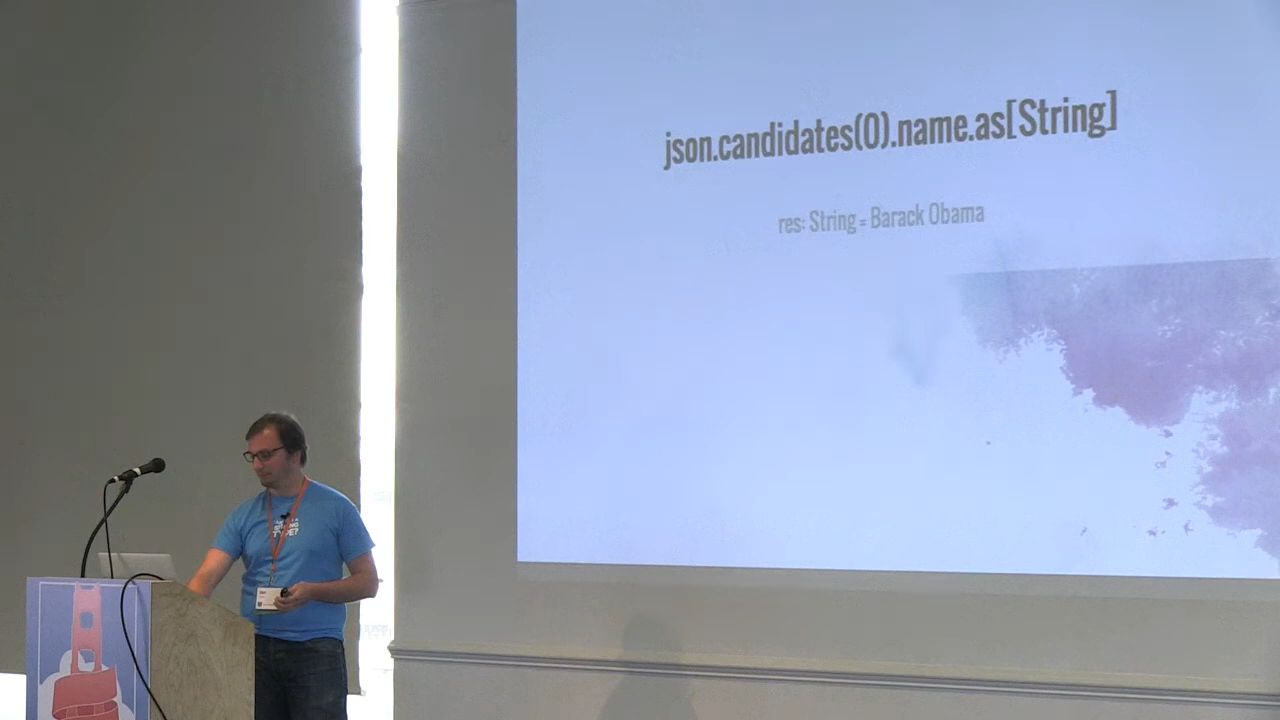 json.candidates(0).name.as[String]
res: String = Barack Obama